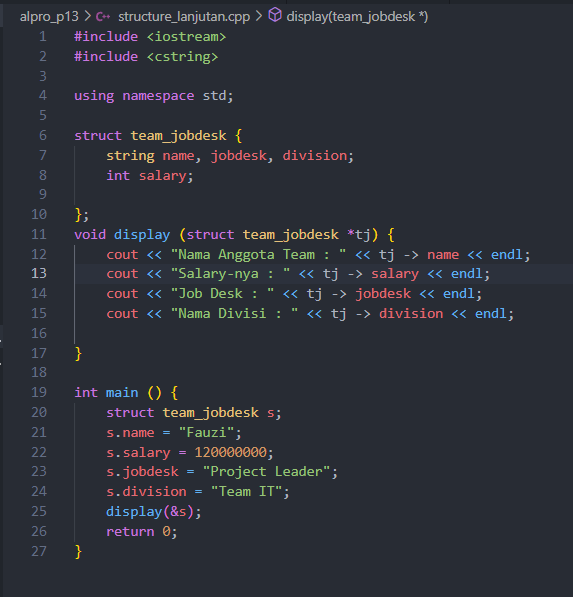 alpro_p13 > C++ structure_lanjutan.cpp > display(team_jobdesk *)
1 #include <iostream>
2 #include <cstring>
3
4 using namespace std;
5
6 struct team_jobdesk {
7 string name, jobdesk, division;
8 int salary;
9
10 };
11 void display (struct team_jobdesk *tj) {
12 cout << "Nama Anggota Team : " << tj -> name << endl;
13 cout << "Salary-nya : " << tj -> salary << endl;
14 cout << "Job Desk : " << tj -> jobdesk << endl;
15 cout << "Nama Divisi : " << tj -> division << endl;
16
17 }
18
19 int main () {
20 struct team_jobdesk s;
21 s.name = "Fauzi";
22 s.salary = 120000000;
23 s.jobdesk = "Project Leader";
24 s.division = "Team IT";
25 display(&s);
26 return 0;
27 }